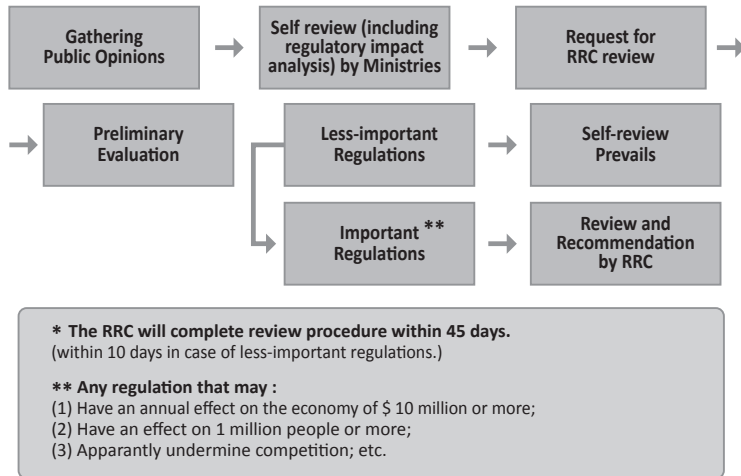 Gathering
Public Opinions
Self review (including
regulatory impact
analysis) by Ministries
Request for
RRC review
Preliminary
Evaluation
Less-important
Regulations
Self-review
Prevails
Important **
Regulations
Review and
Recommendation
by RRC
* The RRC will complete review procedure within 45 days.
(within 10 days in case of less-important regulations.)
** Any regulation that may :
(1) Have an annual effect on the economy of $ 10 million or more;
(2) Have an effect on 1 million people or more;
(3) Apparantly undermine competition; etc.